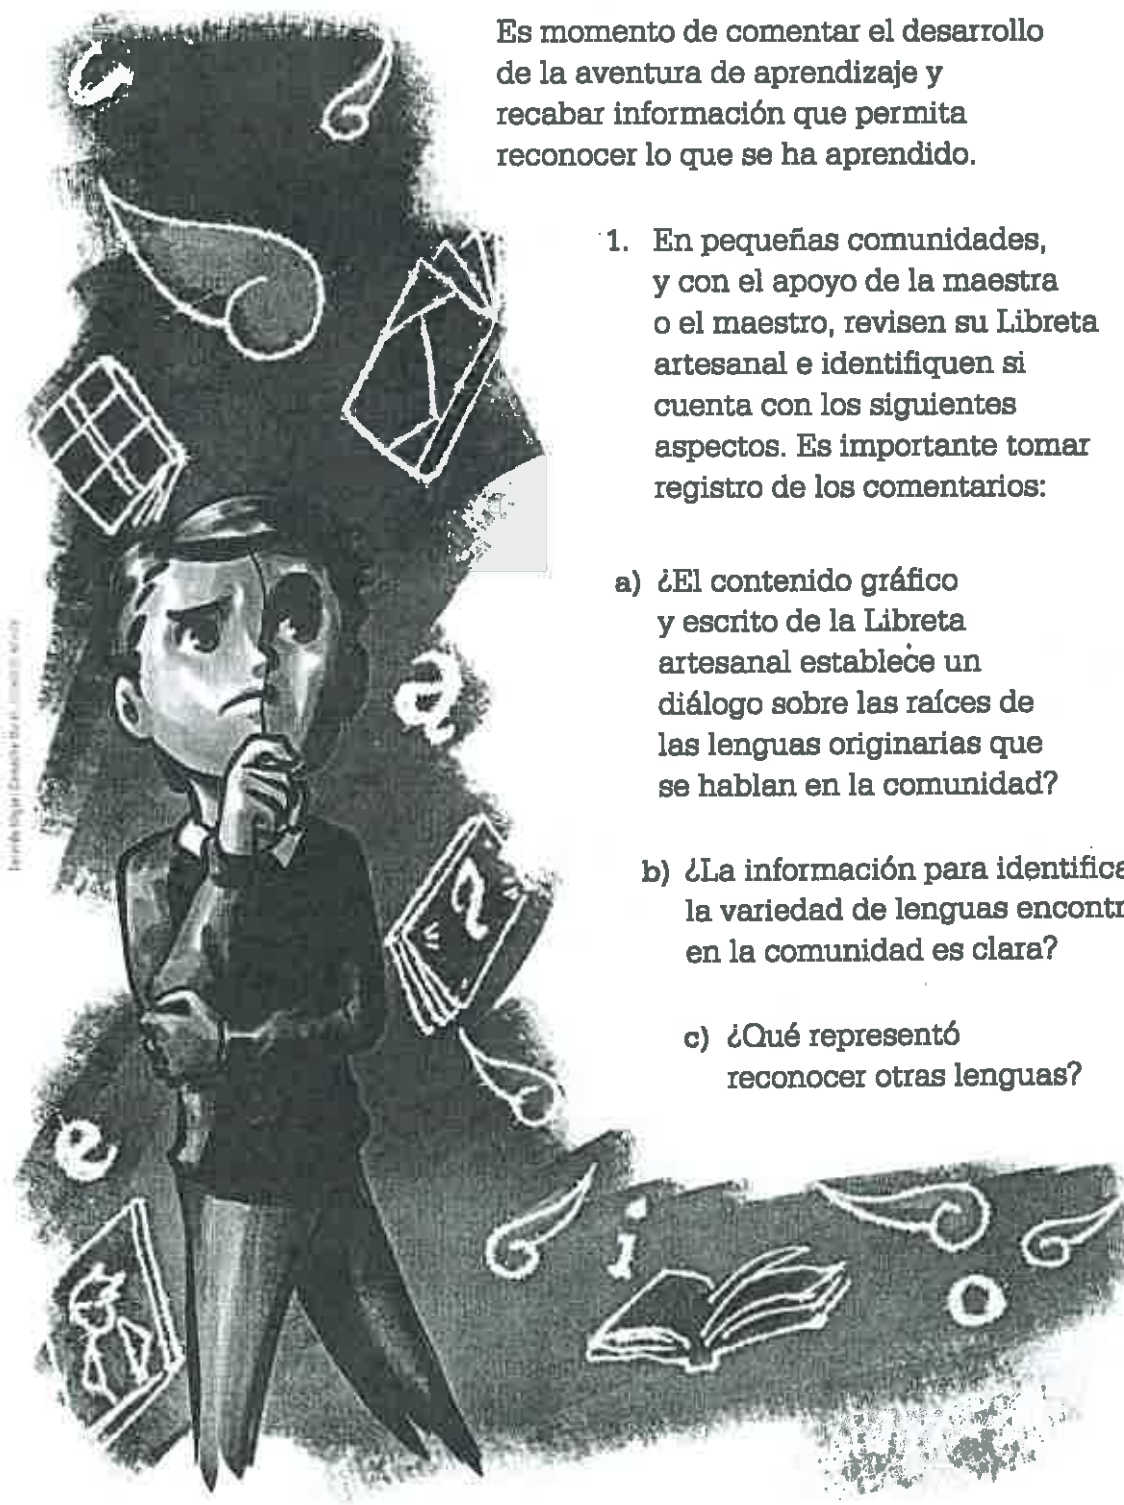 Es momento de comentar el desarrollo
de la aventura de aprendizaje y
recabar información que permita
reconocer lo que se ha aprendido.
1. En pequeñas comunidades,
y con el apoyo de la maestra
o el maestro, revisen su Libreta
artesanal e identifiquen si
cuenta con los siguientes
aspectos. Es importante tomar
registro de los comentarios:
a) ¿El contenido gráfico
y escrito de la Libreta
artesanal establece un
diálogo sobre las raíces de
las lenguas originarias que
se hablan en la comunidad?
b) ¿La información para identifica
la variedad de lenguas encontr
en la comunidad es clara?
c) ¿Qué representó
reconocer otras lenguas?
a
e
i
o